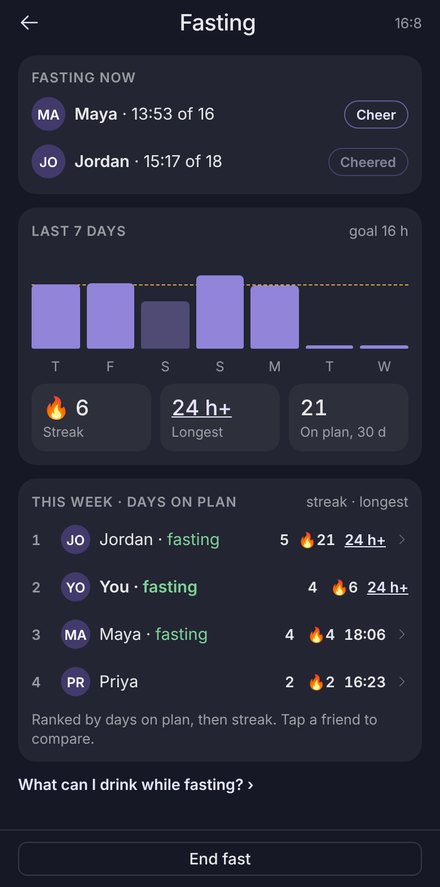 Fasting
16:8
FASTING NOW
MA Maya · 13:53 of 16 Cheer
JO Jordan · 15:17 of 18 Cheered
LAST 7 DAYS goal 16 h
T F S S M T W
🔥 6 24 h+ 21
Streak Longest On plan, 30 d
THIS WEEK · DAYS ON PLAN streak · longest
1 JO Jordan · fasting 5 🔥21 24 h+ >
2 YO You · fasting 4 🔥6 24 h+
3 MA Maya · fasting 4 🔥4 18:06 >
4 PR Priya 2 🔥2 16:23 >
Ranked by days on plan, then streak. Tap a friend to
compare.
What can I drink while fasting? ›
End fast